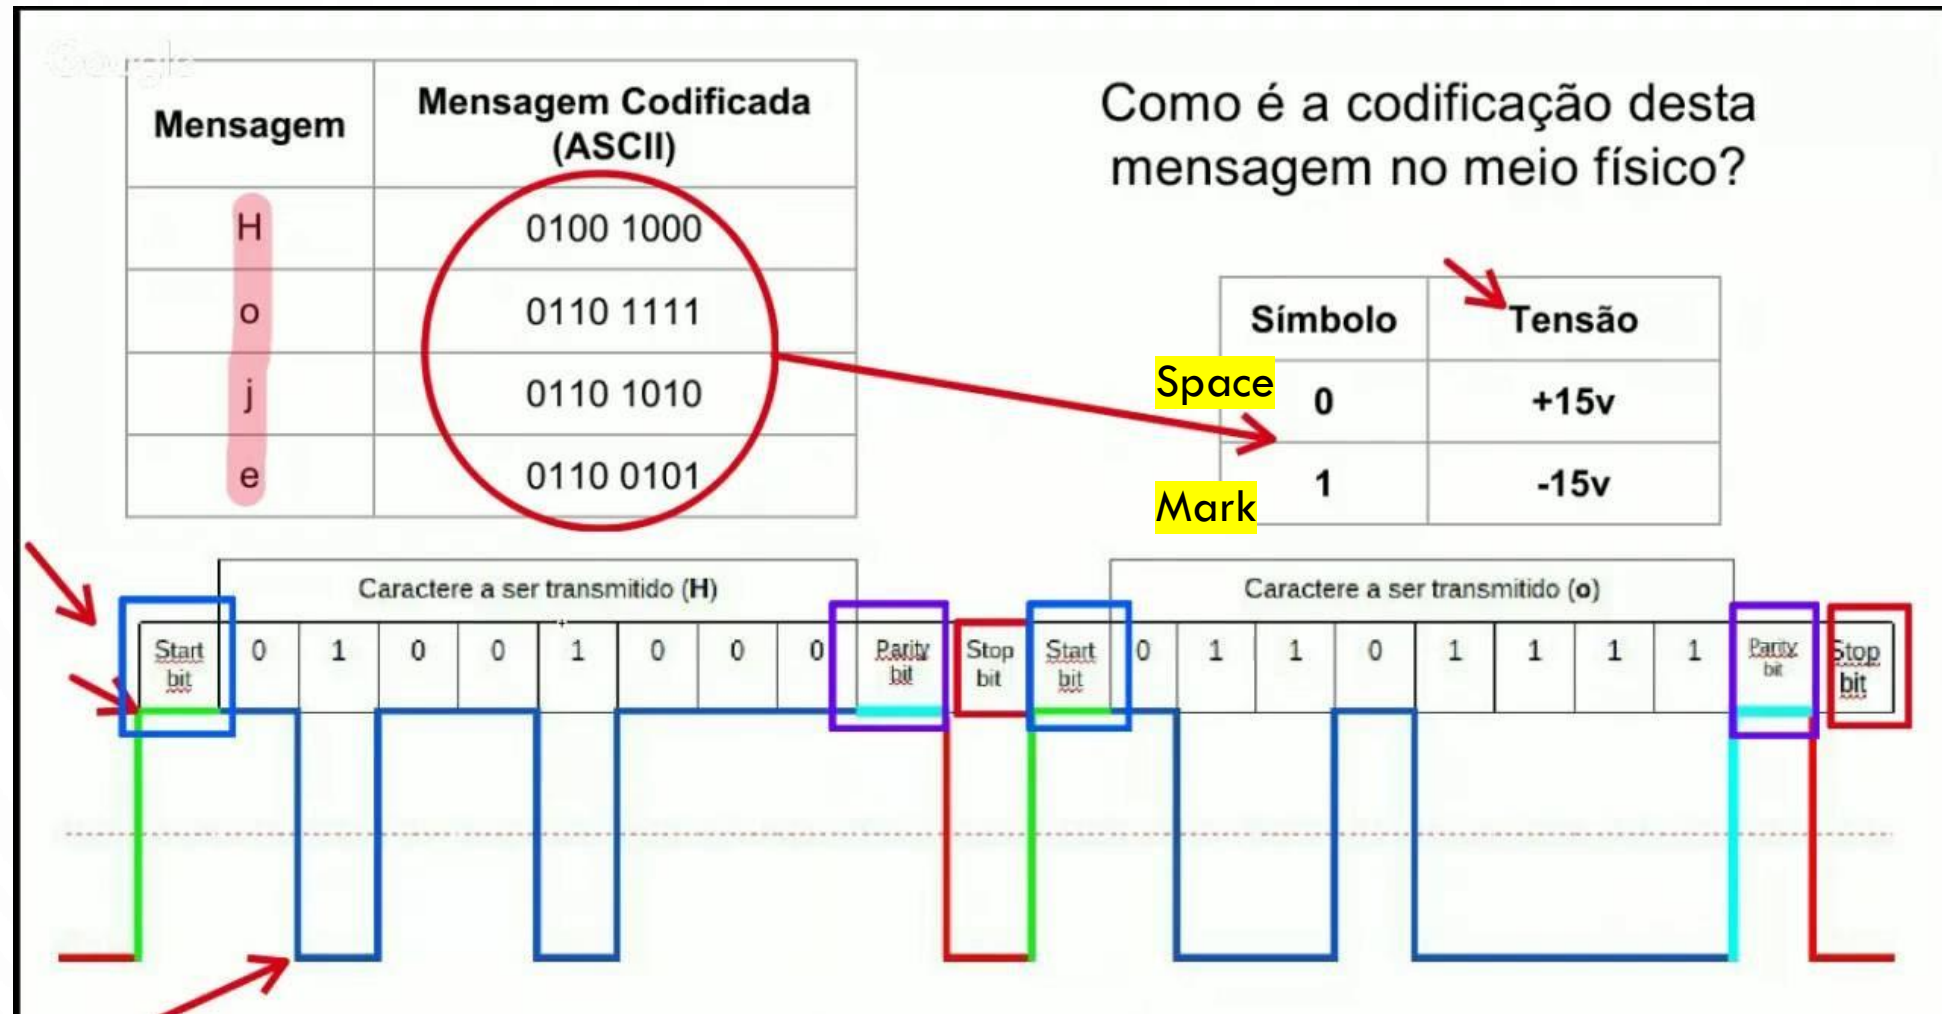 Google
Mensagem
Mensagem Codificada
(ASCII)
H
0100 1000
o
0110 1111
j
0110 1010
e
0110 0101
Como é a codificação desta
mensagem no meio físico?
Símbolo
Tensão
Space
0
+15v
Mark
1
-15v
Caractere a ser transmitido (H)
Caractere a ser transmitido (o)
Start
bit
0
1
0
0
1
0
0
0
Parity
bit
Stop
bit
Start
bit
0
1
1
0
1
1
1
1
Parity
bit
Stop
bit